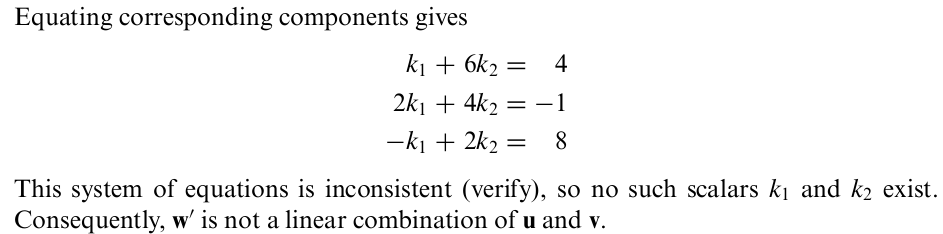 Equating corresponding components gives
k₁ + 6k₂ = 4
2k₁ + 4k₂ = −1
−k₁ + 2k₂ = 8
This system of equations is inconsistent (verify), so no such scalars k₁ and k₂ exist.
Consequently, w′ is not a linear combination of u and v.